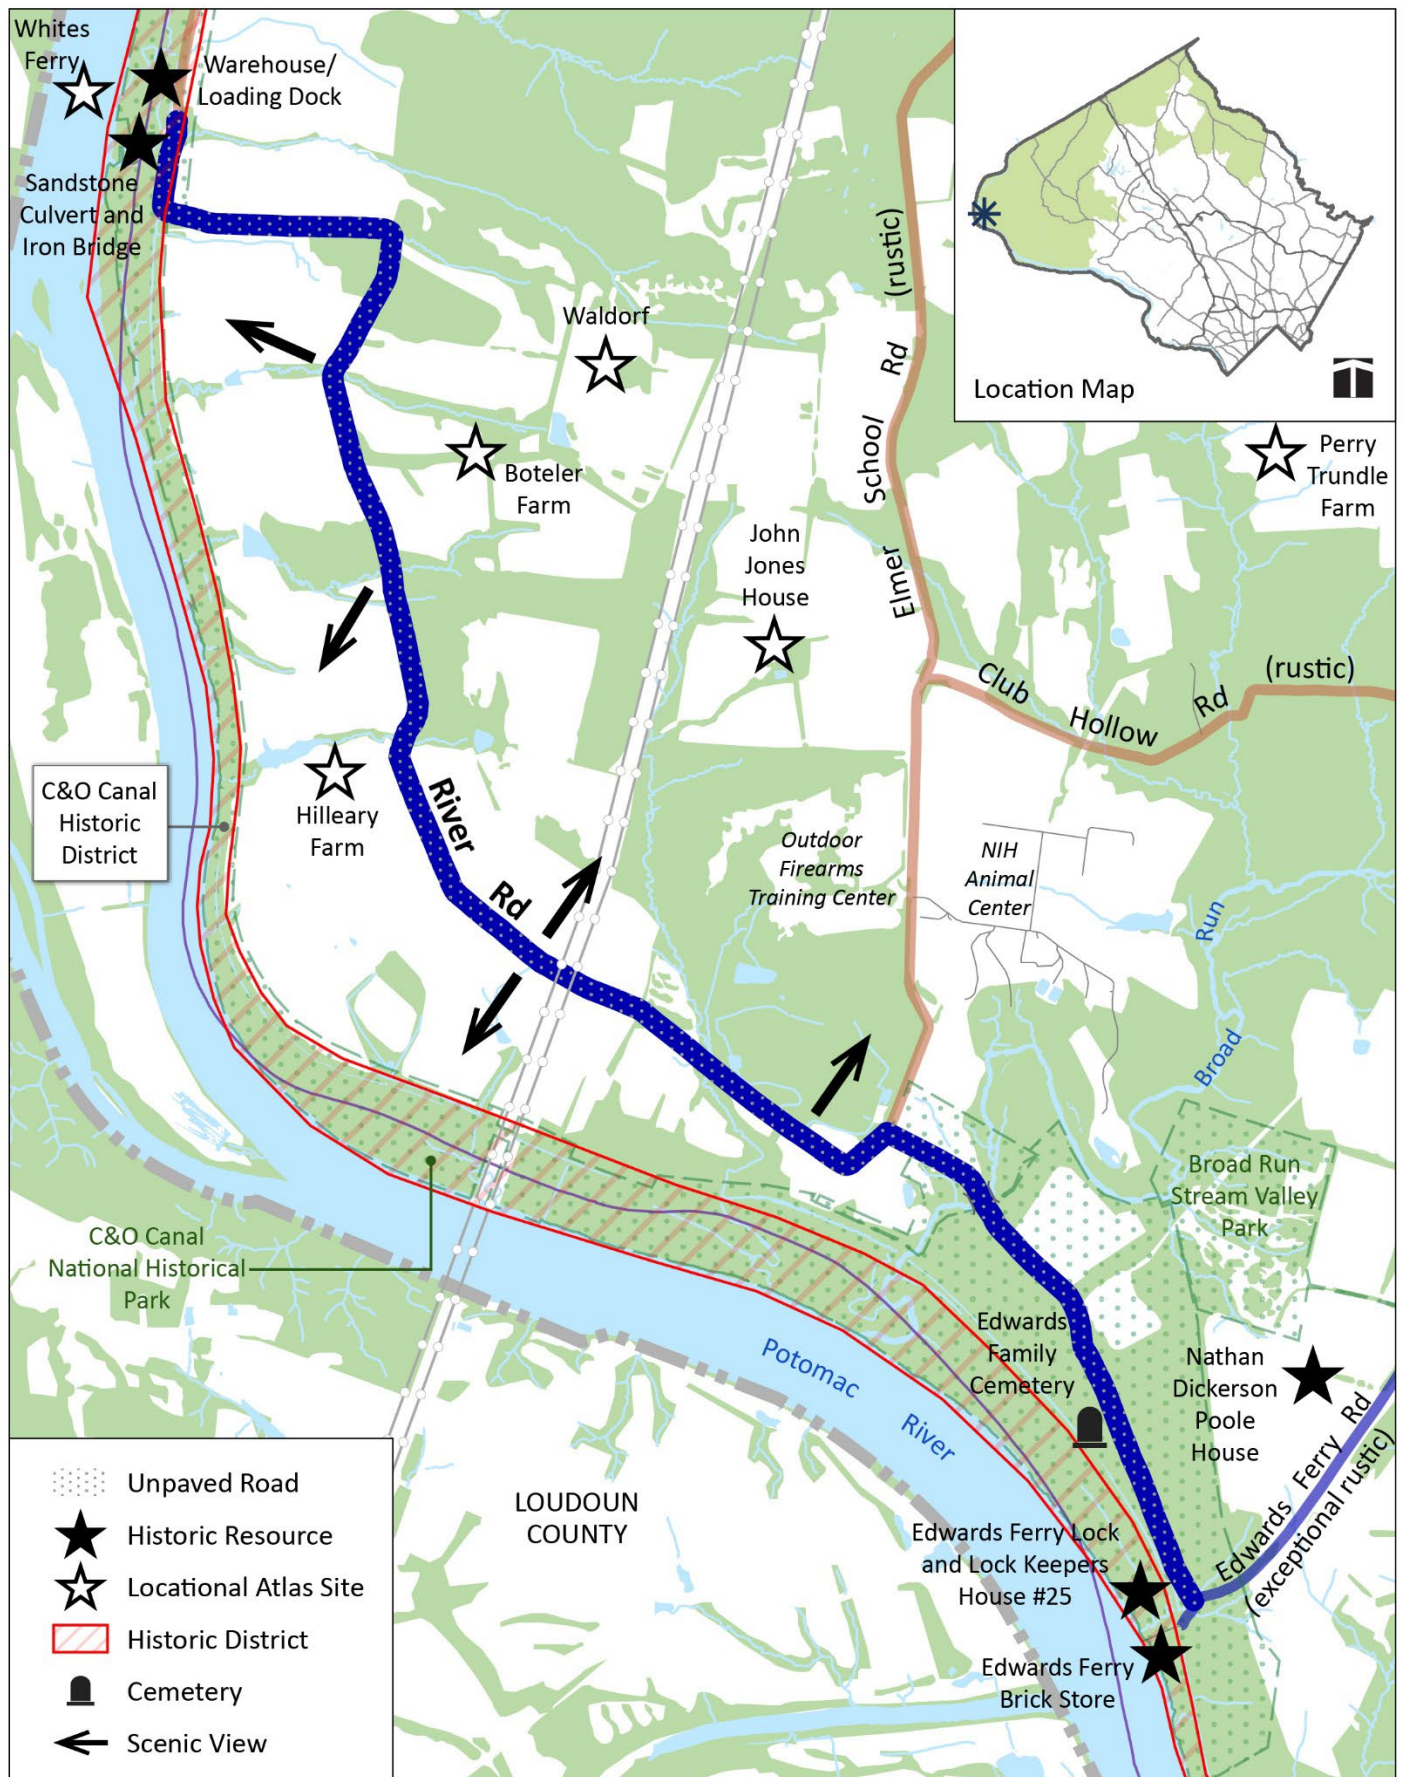 Whites
Ferry
Warehouse/
Loading Dock
Sandstone
Culvert and
Iron Bridge
Location Map
Waldorf
Boteler
Farm
Perry
Trundle
Farm
John
Jones
House
Elmer School Rd (rustic)
Club Hollow Rd (rustic)
C&O Canal
Historic
District
Hilleary
Farm
River Rd
Outdoor
Firearms
Training Center
NIH
Animal
Center
Broad Run
Broad Run
Stream Valley
Park
C&O Canal
National Historical
Park
Potomac River
Edwards
Family
Cemetery
Nathan
Dickerson
Poole
House
Edwards Ferry Rd
(exceptional rustic)
LOUDOUN
COUNTY
Edwards Ferry Lock
and Lock Keepers
House #25
Edwards Ferry
Brick Store
Unpaved Road
Historic Resource
Locational Atlas Site
Historic District
Cemetery
Scenic View